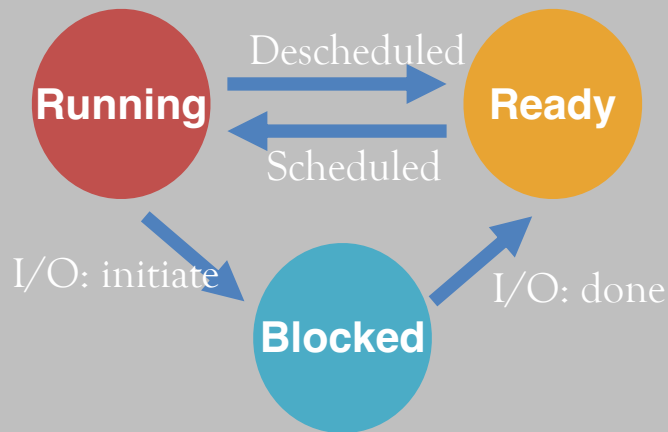 Descheduled
Running
Ready
Scheduled
I/O: initiate
I/O: done
Blocked